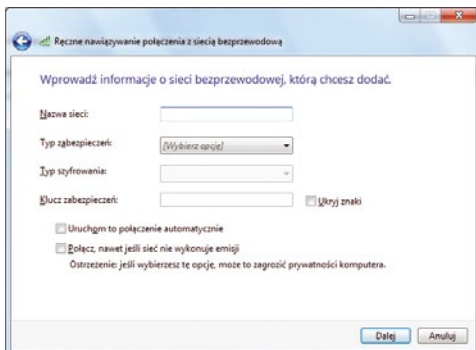 Ręczne nawiązywanie połączenia z siecią bezprzewodową
Wprowadź informacje o sieci bezprzewodowej, którą chcesz dodać.
Nazwa sieci:
Typ zabezpieczeń: [Wybierz opcję]
Typ szyfrowania:
Klucz zabezpieczeń: Ukryj znaki
Uruchom to połączenie automatycznie
Połącz, nawet jeśli sieć nie wykonuje emisji
Ostrzeżenie: jeśli wybierzesz tę opcję, może to zagrozić prywatności komputera.
Dalej Anuluj